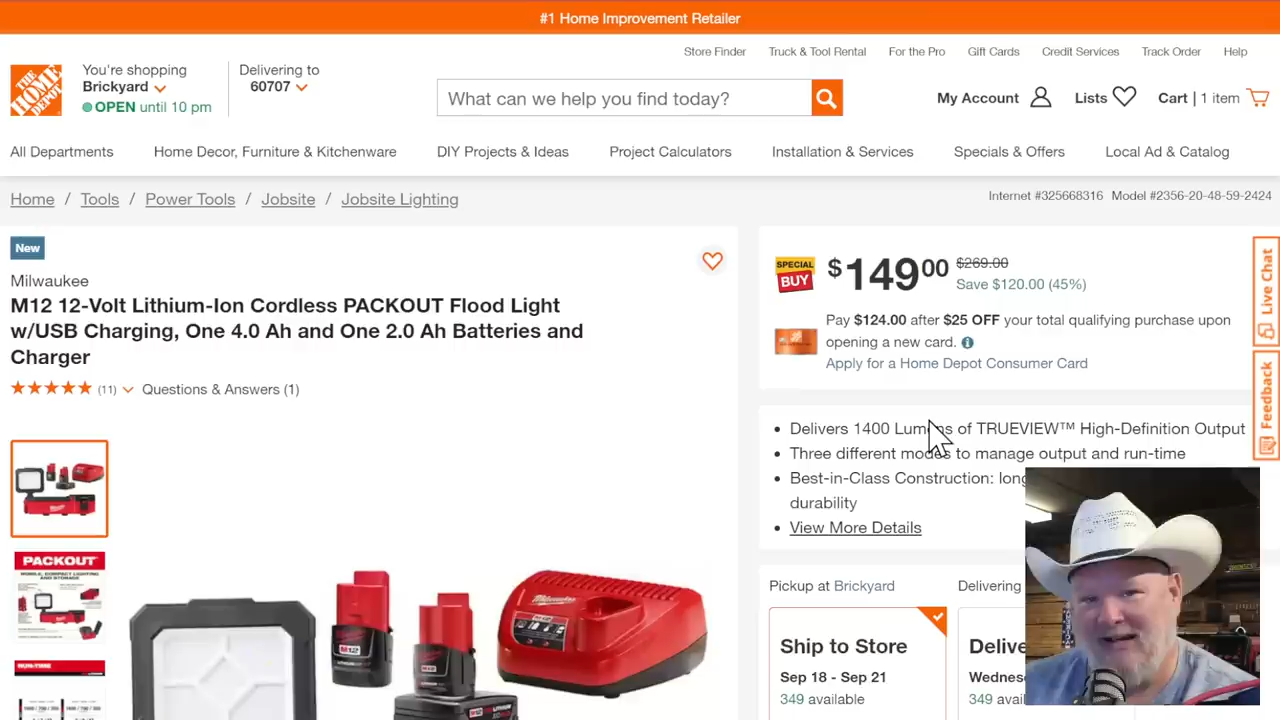 #1 Home Improvement Retailer
Store Finder
Truck & Tool Rental
For the Pro
Gift Cards
Credit Services
Track Order
Help
THE HOME DEPOT
You're shopping
Brickyard
OPEN until 10 pm
Delivering to
60707
What can we help you find today?
My Account
Lists
Cart | 1 item
All Departments
Home Decor, Furniture & Kitchenware
DIY Projects & Ideas
Project Calculators
Installation & Services
Specials & Offers
Local Ad & Catalog
Home / Tools / Power Tools / Jobsite / Jobsite Lighting
Internet #325668316 Model #2356-20-48-59-2424
New
Milwaukee
M12 12-Volt Lithium-Ion Cordless PACKOUT Flood Light
w/USB Charging, One 4.0 Ah and One 2.0 Ah Batteries and
Charger
(11)
Questions & Answers (1)
SPECIAL
BUY
$149.00
$269.00
Save $120.00 (45%)
Pay $124.00 after $25 OFF your total qualifying purchase upon
opening a new card.
Apply for a Home Depot Consumer Card
Live Chat
Feedback
• Delivers 1400 Lumens of TRUEVIEW™ High-Definition Output
• Three different modes to manage output and run-time
• Best-in-Class Construction:
durability
View More Details
Pickup at Brickyard
Delivering
Ship to Store
Sep 18 - Sep 21
349 available
349
PACKOUT
RUN-TIME
Milwaukee
M12
M12